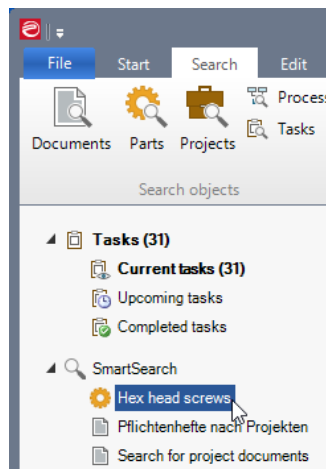 File Start Search Edit
Documents Parts Projects
Tasks
Search objects
Tasks (31)
Current tasks (31)
Upcoming tasks
Completed tasks
SmartSearch
Hex head screws
Pflichtenhefte nach Projekten
Search for project documents